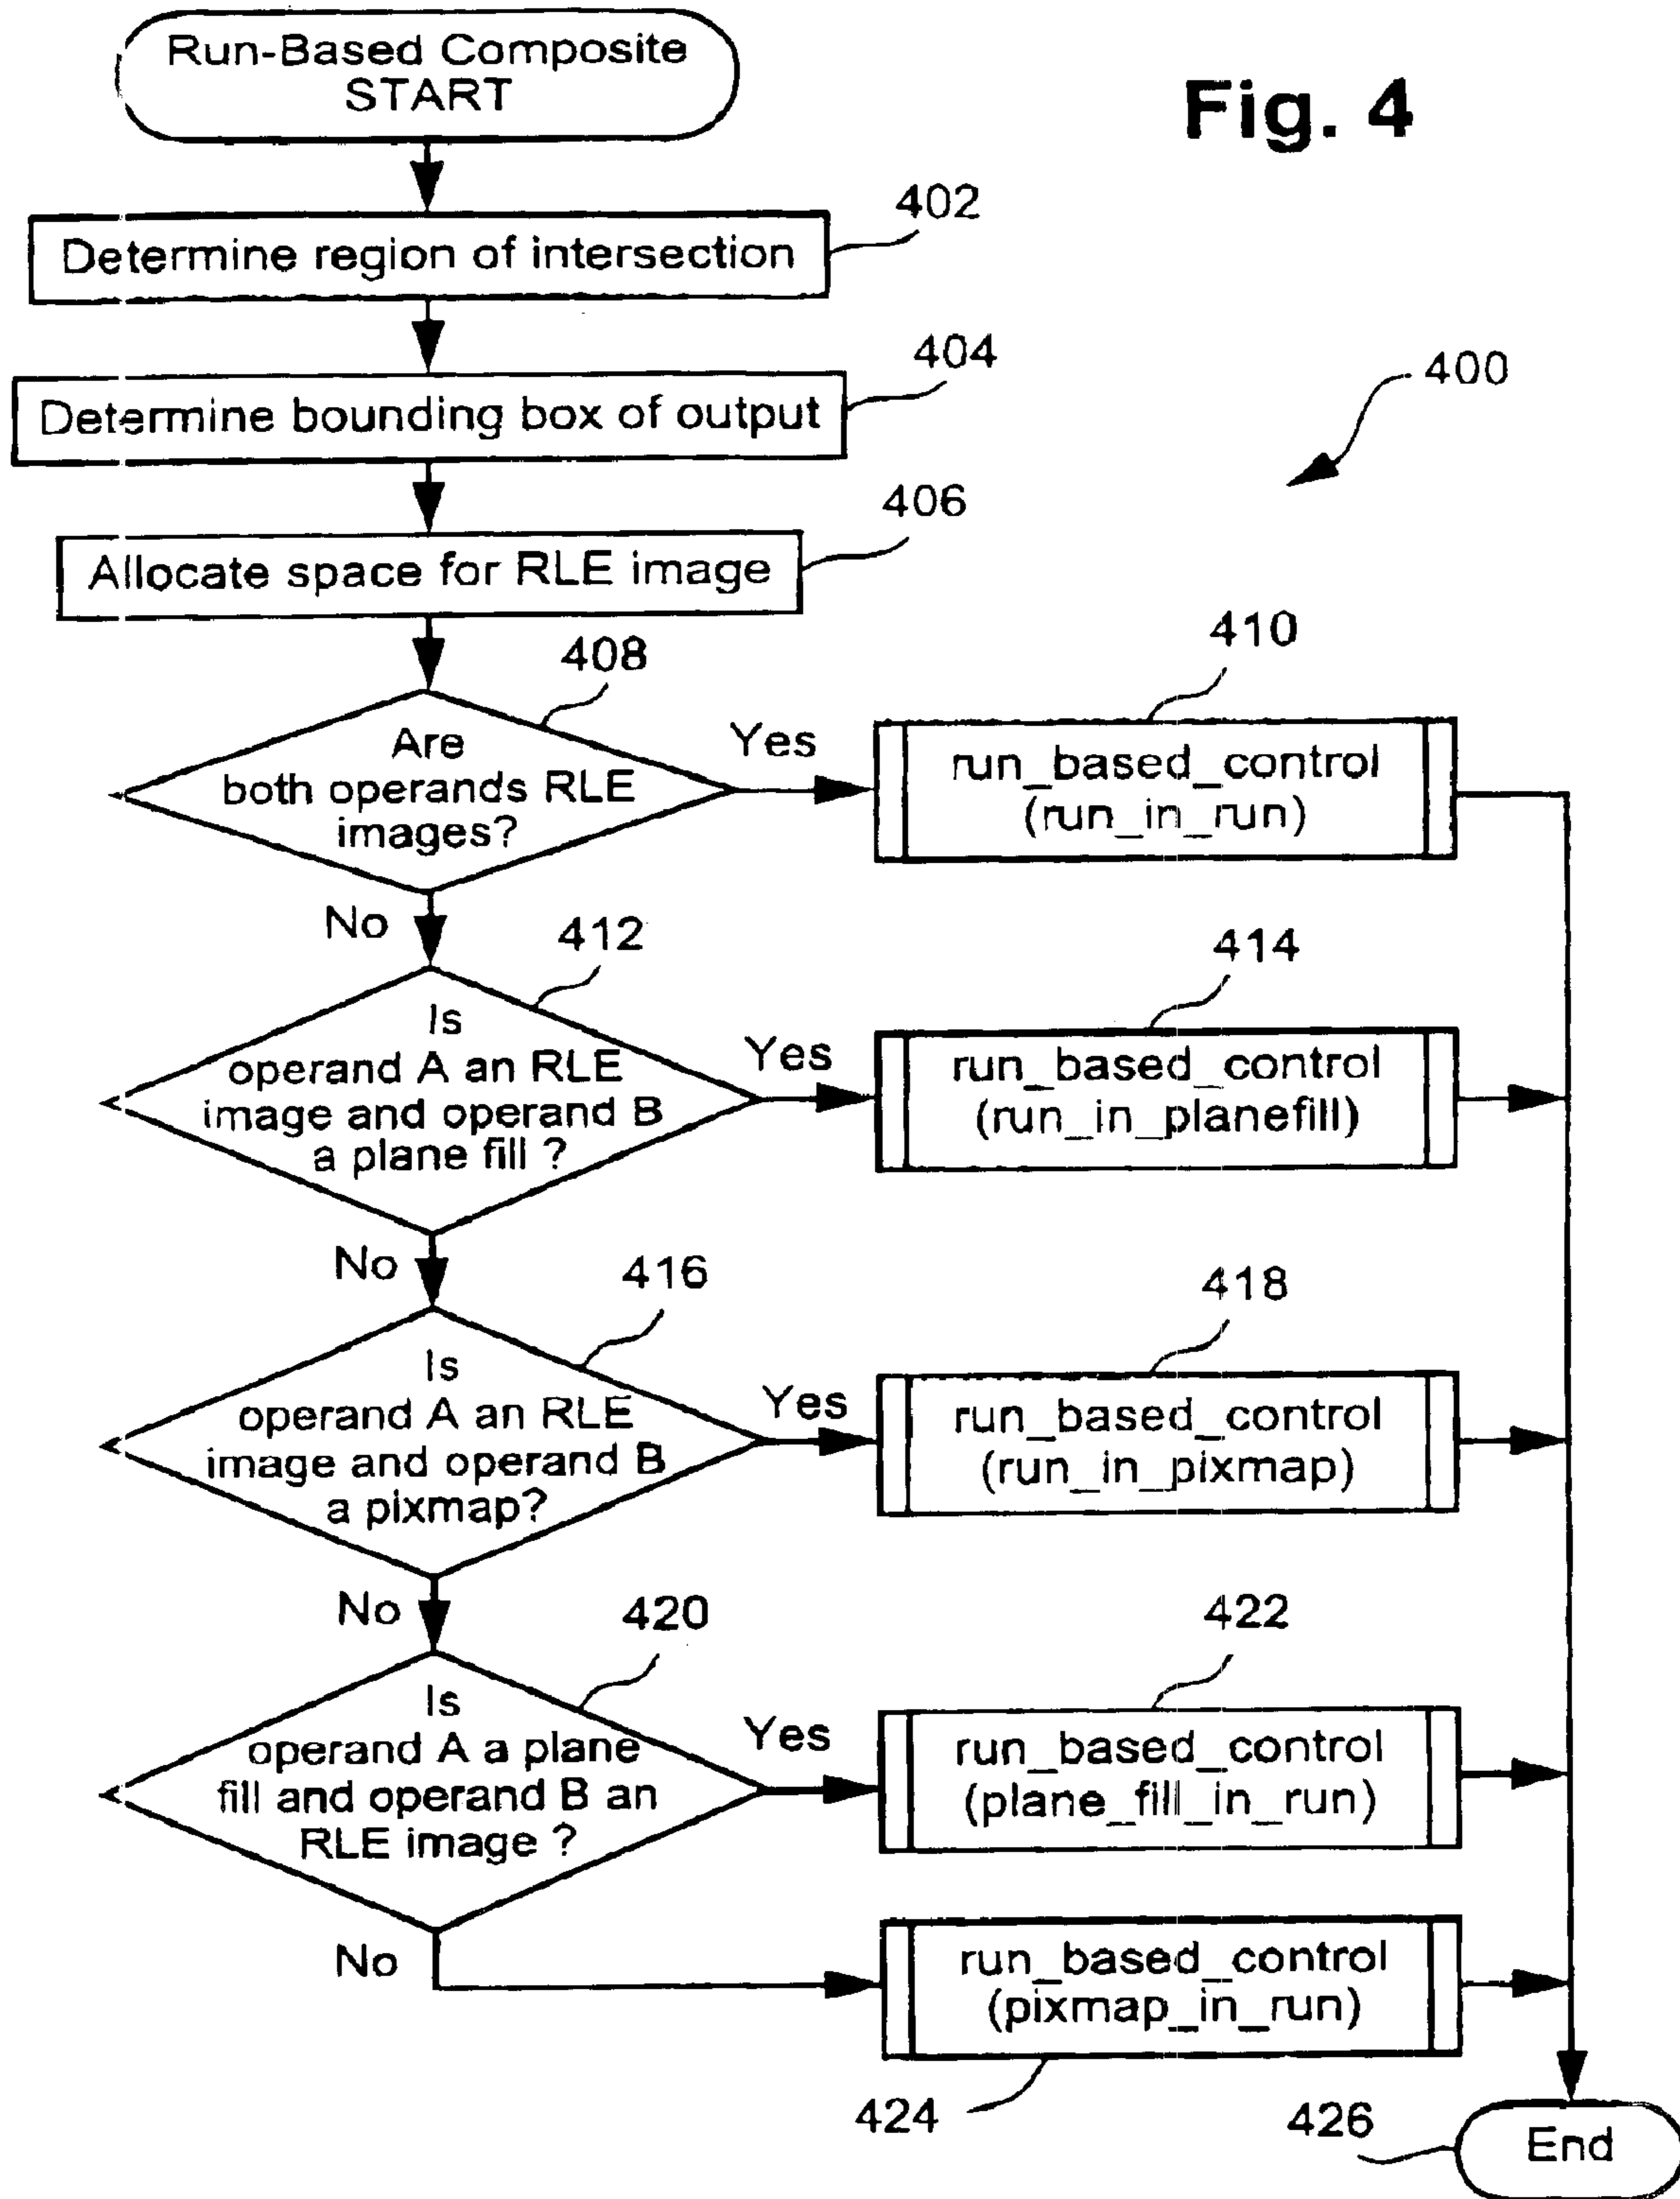 Run-Based Composite
START
Fig. 4
402
Determine region of intersection
404
Determine bounding box of output
400
406
Allocate space for RLE image
408
410
Are
both operands RLE
images?
Yes
run_based_control
(run_in_run)
No
412
414
Is
operand A an RLE
image and operand B
a plane fill ?
Yes
run_based_control
(run_in_planefill)
No
416
418
Is
operand A an RLE
image and operand B
a pixmap?
Yes
run_based_control
(run_in_pixmap)
No
420
422
Is
operand A a plane
fill and operand B an
RLE image ?
Yes
run_based_control
(plane_fill_in_run)
No
run_based_control
(pixmap_in_run)
424
426
End